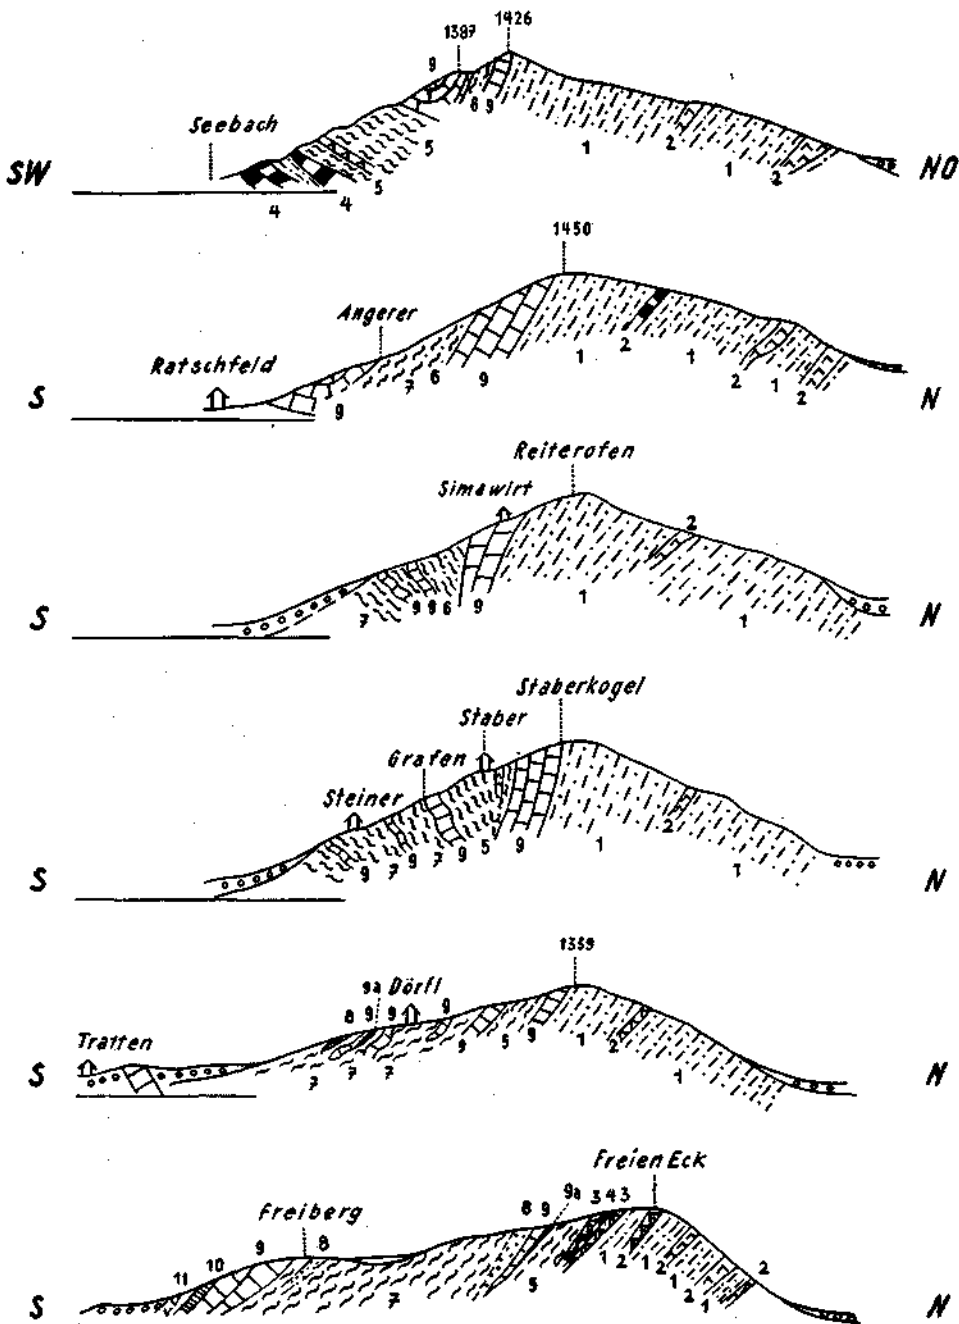 1387 1426
9
Seebach
8 9
SW 5 1 2 NO
5 1 2
4 4
1450
Angerer
Ratschfeld
1 2 1
7 6 9 2 1
S 9 2 N
Reiterofen
Simawirt
2
S 7 9 8 6 9 1 1 N
Staberkogel
Staber
Grafen
Steiner
2
9 7 9 7 9 5 9 1 1
S N
1359
9a Dörfl
8 9 9 9
Tratten
9 5 9 1 2
S 7 7 7 1 N
Freien Eck
9a 3 4 3
Freiberg 8 9
9 8
11 10 1 2 1 2 2
5 1
7 2
S 1 N